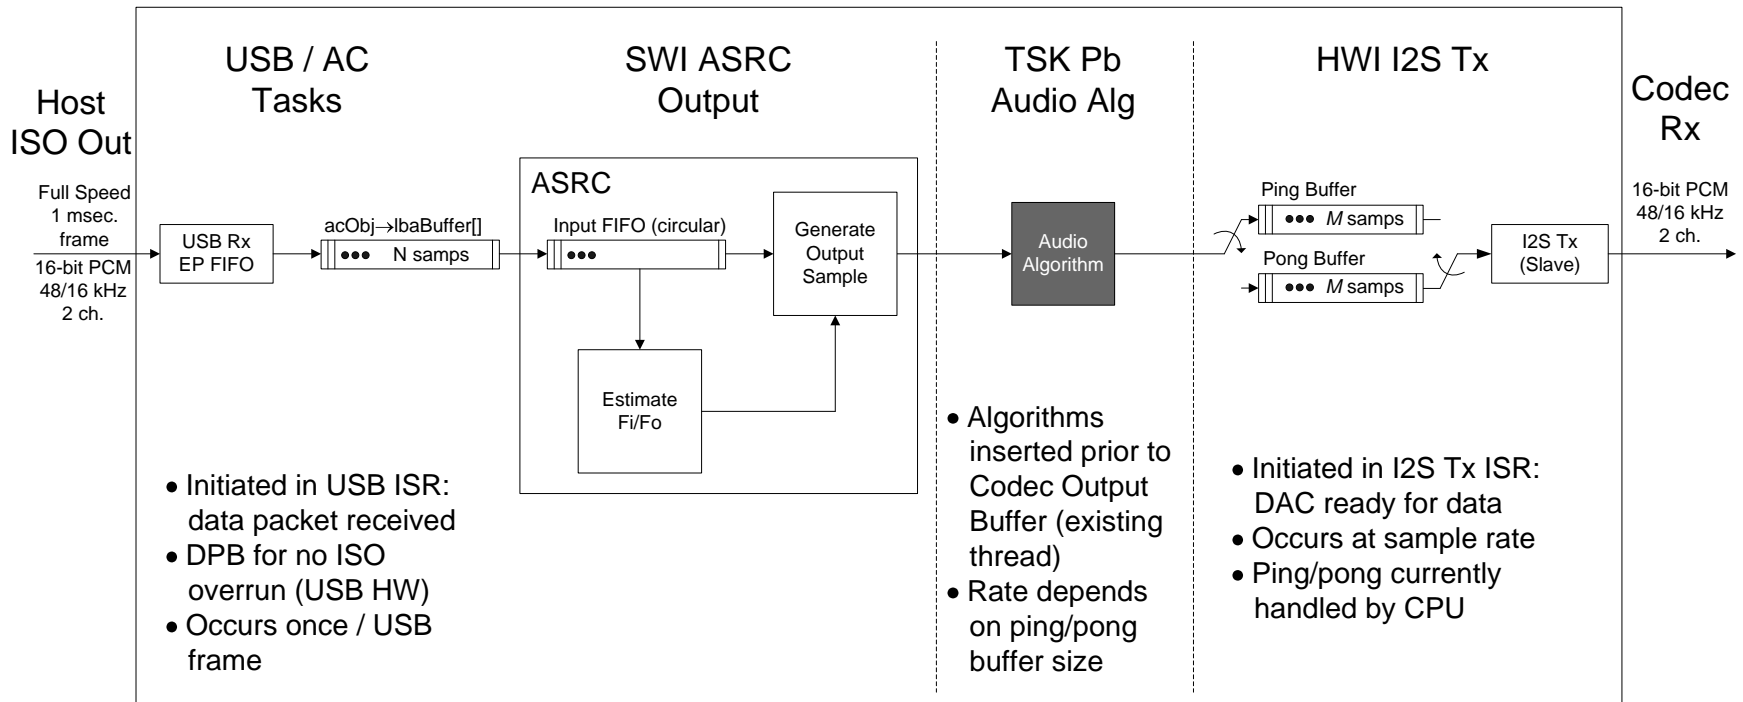 Host
ISO Out
Full Speed
1 msec.
frame
16-bit PCM
48/16 kHz
2 ch.
USB / AC
Tasks
USB Rx
EP FIFO
acObj→lbaBuffer[]
●●● N samps
• Initiated in USB ISR:
data packet received
• DPB for no ISO
overrun (USB HW)
• Occurs once / USB
frame
SWI ASRC
Output
ASRC
Input FIFO (circular)
●●●
Generate
Output
Sample
Estimate
Fi/Fo
TSK Pb
Audio Alg
Audio
Algorithm
• Algorithms
inserted prior to
Codec Output
Buffer (existing
thread)
• Rate depends
on ping/pong
buffer size
HWI I2S Tx
Ping Buffer
●●● M samps
Pong Buffer
●●● M samps
I2S Tx
(Slave)
• Initiated in I2S Tx ISR:
DAC ready for data
• Occurs at sample rate
• Ping/pong currently
handled by CPU
Codec
Rx
16-bit PCM
48/16 kHz
2 ch.